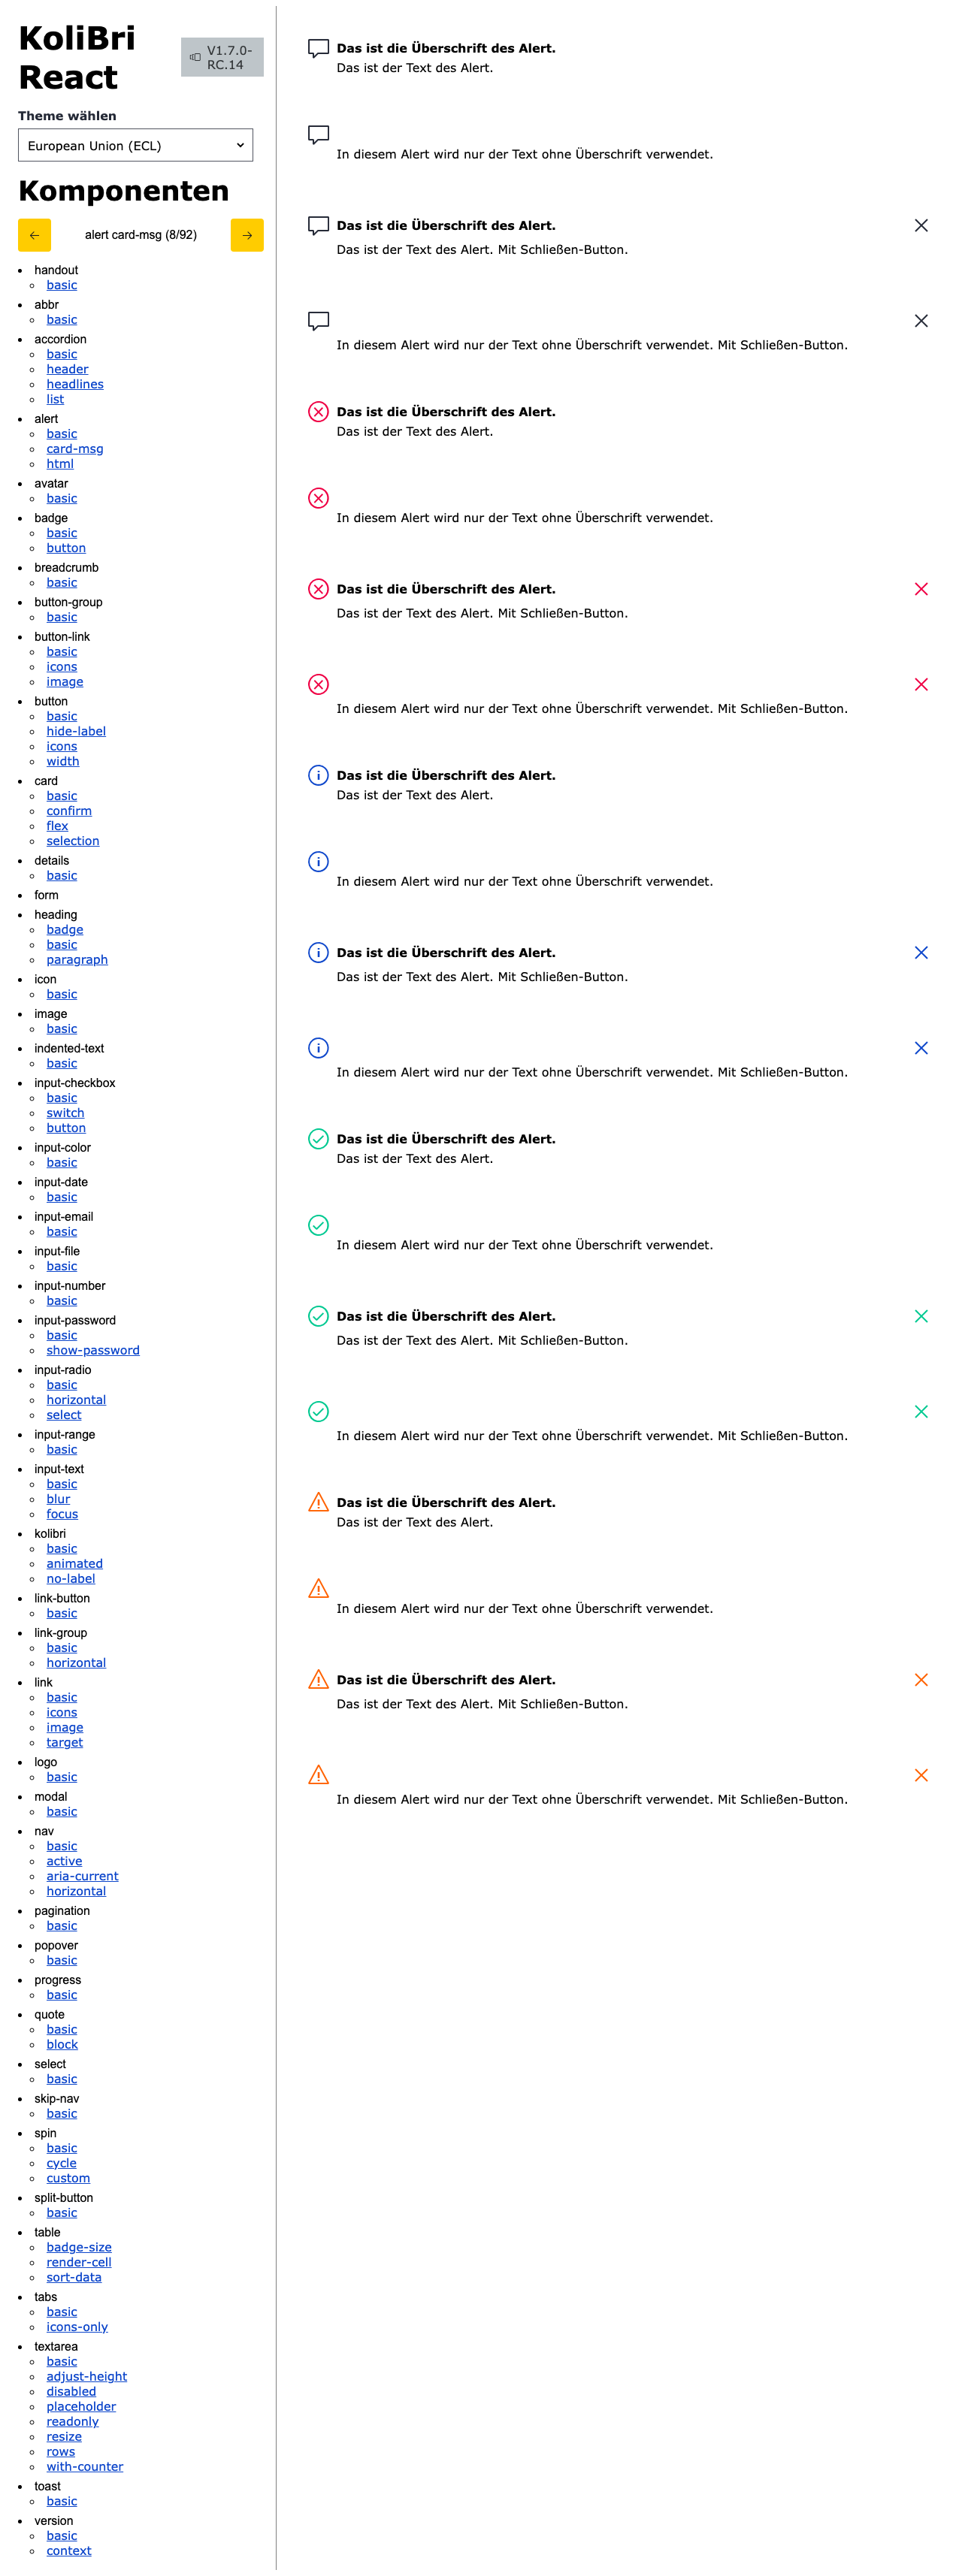 KoliBri
React
V1.7.0-
RC.14
Theme wählen
European Union (ECL)
Komponenten
alert card-msg (8/92)
handout
basic
abbr
basic
accordion
basic
header
headlines
list
alert
basic
card-msg
html
avatar
basic
badge
basic
button
breadcrumb
basic
button-group
basic
button-link
basic
icons
image
button
basic
hide-label
icons
width
card
basic
confirm
flex
selection
details
basic
form
heading
badge
basic
paragraph
icon
basic
image
basic
indented-text
basic
input-checkbox
basic
switch
button
input-color
basic
input-date
basic
input-email
basic
input-file
basic
input-number
basic
input-password
basic
show-password
input-radio
basic
horizontal
select
input-range
basic
input-text
basic
blur
focus
kolibri
basic
animated
no-label
link-button
basic
link-group
basic
horizontal
link
basic
icons
image
target
logo
basic
modal
basic
nav
basic
active
aria-current
horizontal
pagination
basic
popover
basic
progress
basic
quote
basic
block
select
basic
skip-nav
basic
spin
basic
cycle
custom
split-button
basic
table
badge-size
render-cell
sort-data
tabs
basic
icons-only
textarea
basic
adjust-height
disabled
placeholder
readonly
resize
rows
with-counter
toast
basic
version
basic
context
Das ist die Überschrift des Alert.
Das ist der Text des Alert.
In diesem Alert wird nur der Text ohne Überschrift verwendet.
Das ist die Überschrift des Alert.
Das ist der Text des Alert. Mit Schließen-Button.
In diesem Alert wird nur der Text ohne Überschrift verwendet. Mit Schließen-Button.
Das ist die Überschrift des Alert.
Das ist der Text des Alert.
In diesem Alert wird nur der Text ohne Überschrift verwendet.
Das ist die Überschrift des Alert.
Das ist der Text des Alert. Mit Schließen-Button.
In diesem Alert wird nur der Text ohne Überschrift verwendet. Mit Schließen-Button.
Das ist die Überschrift des Alert.
Das ist der Text des Alert.
In diesem Alert wird nur der Text ohne Überschrift verwendet.
Das ist die Überschrift des Alert.
Das ist der Text des Alert. Mit Schließen-Button.
In diesem Alert wird nur der Text ohne Überschrift verwendet. Mit Schließen-Button.
Das ist die Überschrift des Alert.
Das ist der Text des Alert.
In diesem Alert wird nur der Text ohne Überschrift verwendet.
Das ist die Überschrift des Alert.
Das ist der Text des Alert. Mit Schließen-Button.
In diesem Alert wird nur der Text ohne Überschrift verwendet. Mit Schließen-Button.
Das ist die Überschrift des Alert.
Das ist der Text des Alert.
In diesem Alert wird nur der Text ohne Überschrift verwendet.
Das ist die Überschrift des Alert.
Das ist der Text des Alert. Mit Schließen-Button.
In diesem Alert wird nur der Text ohne Überschrift verwendet. Mit Schließen-Button.